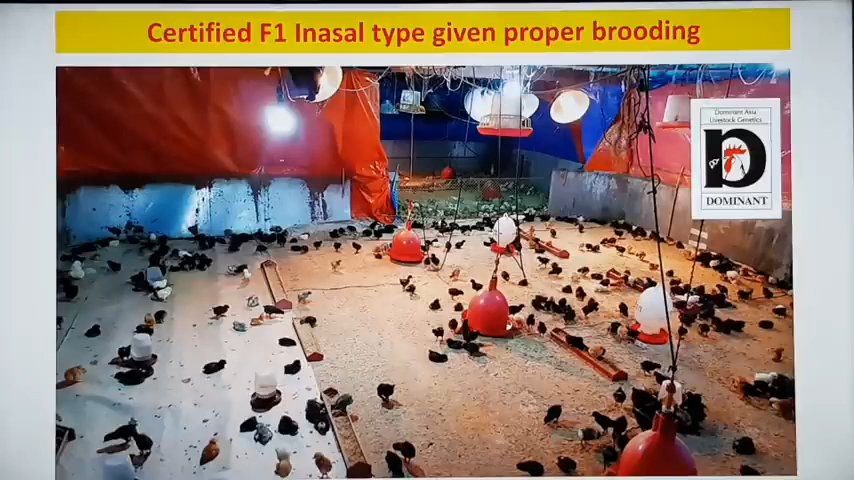 Certified F1 Inasal type given proper brooding
Dominant Asia
Livestock Genetics
D
DOMINANT